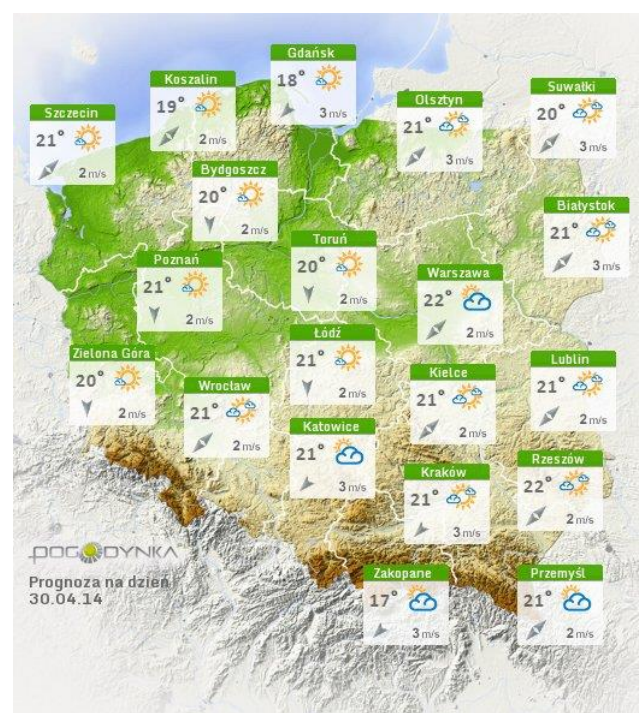 Gdańsk
18°
3 m/s
Koszalin
19°
2 m/s
Suwałki
20°
3 m/s
Olsztyn
21°
3 m/s
Szczecin
21°
2 m/s
Bydgoszcz
20°
2 m/s
Białystok
21°
3 m/s
Toruń
20°
2 m/s
Poznań
21°
2 m/s
Warszawa
22°
2 m/s
Łódź
21°
2 m/s
Zielona Góra
20°
2 m/s
Lublin
21°
2 m/s
Kielce
21°
2 m/s
Wrocław
21°
2 m/s
Katowice
21°
3 m/s
Rzeszów
22°
2 m/s
Kraków
21°
3 m/s
POGODYNKA
Prognoza na dzień
30.04.14
Zakopane
17°
3 m/s
Przemyśl
21°
2 m/s